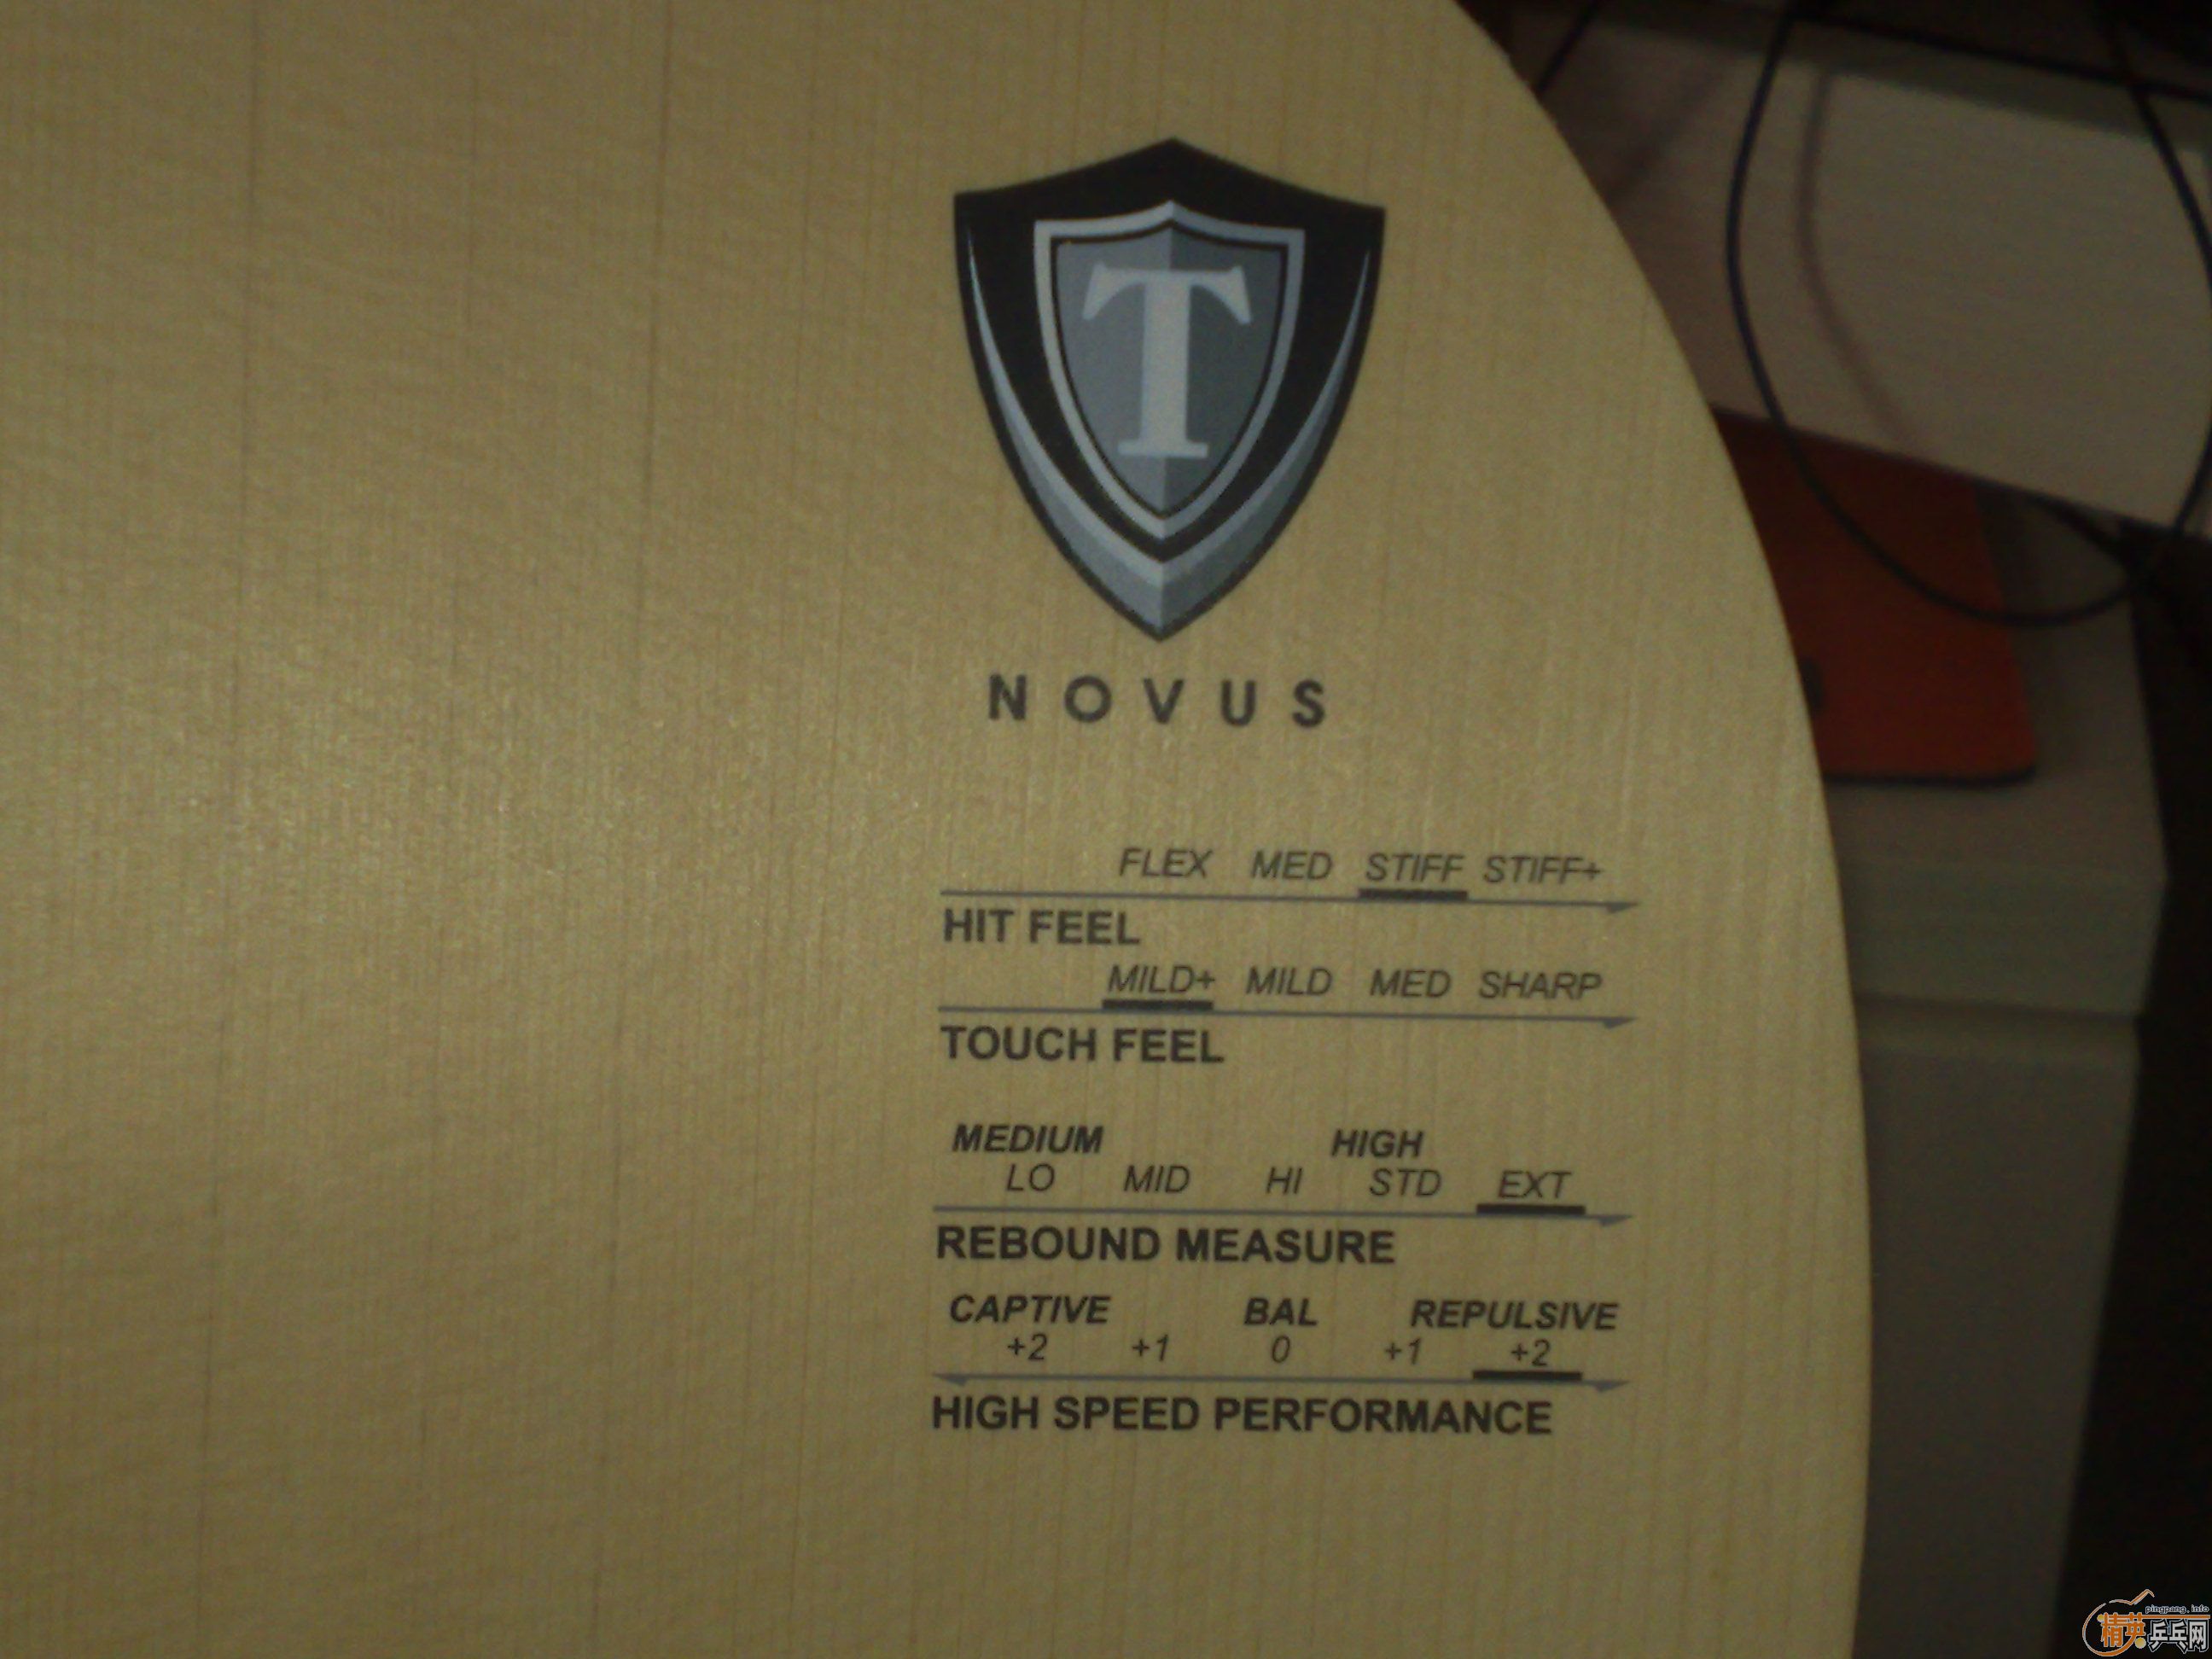 T
NOVUS
FLEX MED STIFF STIFF+
HIT FEEL
MILD+ MILD MED SHARP
TOUCH FEEL
MEDIUM HIGH
LO MID HI STD EXT
REBOUND MEASURE
CAPTIVE BAL REPULSIVE
+2 +1 0 +1 +2
HIGH SPEED PERFORMANCE
pingpang.info
精英乒乓网